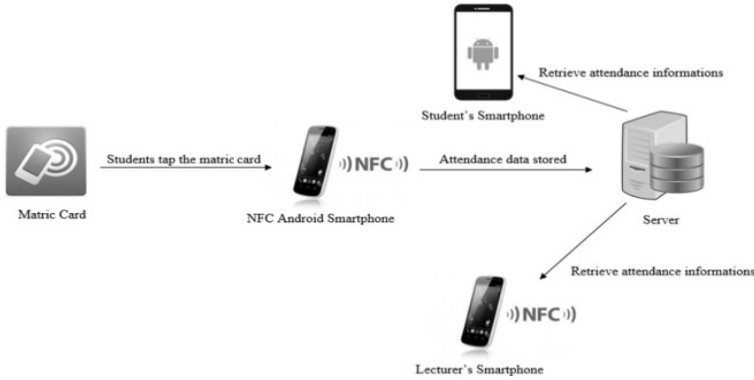 Retrieve attendance informations
Student's Smartphone
Students tap the matric card
NFC
Attendance data stored
Matric Card
NFC Android Smartphone
Server
Retrieve attendance informations
NFC
Lecturer's Smartphone